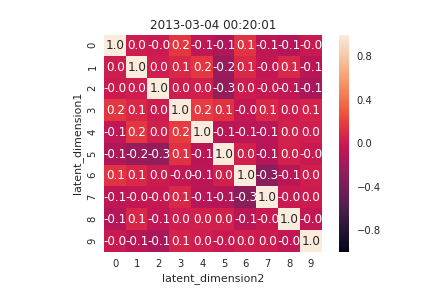 2013-03-04 00:20:01
latent_dimension1
0 1.0 0.0 -0.0 0.2 -0.1 -0.1 0.1 -0.1 -0.1 -0.0
1 0.0 1.0 0.0 0.1 0.2 -0.2 0.1 -0.0 0.1 -0.1
2 -0.0 0.0 1.0 0.0 0.0 -0.3 0.0 -0.0 -0.1 -0.1
3 0.2 0.1 0.0 1.0 0.2 0.1 -0.0 0.1 0.0 0.1
4 -0.1 0.2 0.0 0.2 1.0 -0.1 -0.1 -0.1 0.0 0.0
5 -0.1 -0.2 -0.3 0.1 -0.1 1.0 0.0 -0.1 0.0 -0.0
6 0.1 0.1 0.0 -0.0 -0.1 0.0 1.0 -0.3 -0.1 0.0
7 -0.1 -0.0 -0.0 0.1 -0.1 -0.1 -0.3 1.0 -0.0 0.0
8 -0.1 0.1 -0.1 0.0 0.0 0.0 -0.1 -0.0 1.0 -0.0
9 -0.0 -0.1 -0.1 0.1 0.0 -0.0 0.0 0.0 -0.0 1.0
0 1 2 3 4 5 6 7 8 9
latent_dimension2
0.8
0.4
0.0
−0.4
−0.8